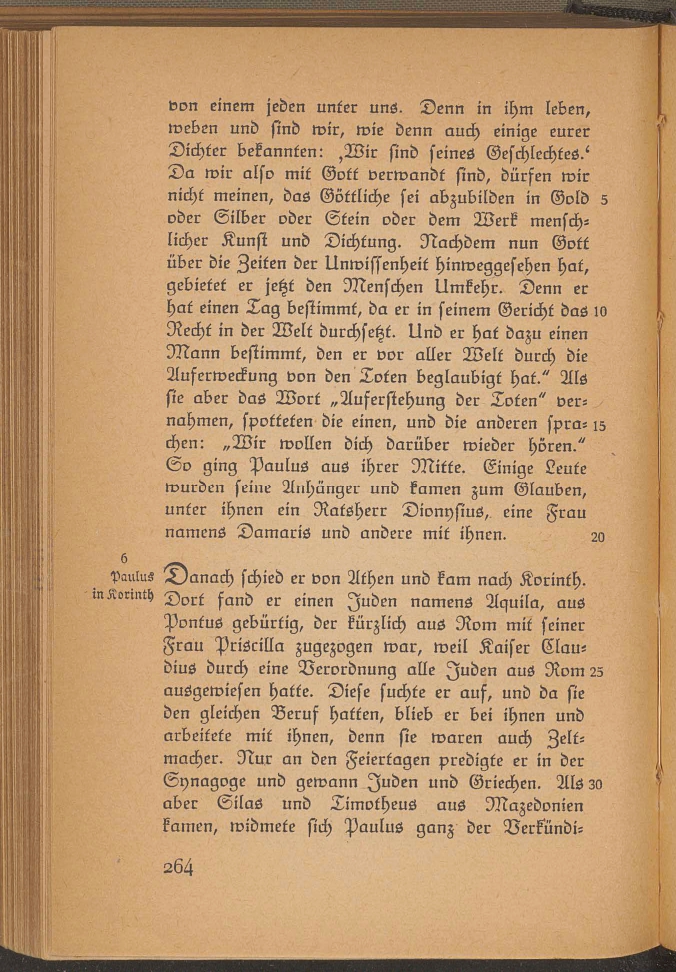 von einem jeden unter uns. Denn in ihm leben,
weben und sind wir, wie denn auch einige eurer
Dichter bekannten: ‚Wir sind seines Geschlechtes.‘
Da wir also mit Gott verwandt sind, dürfen wir
nicht meinen, das Göttliche sei abzubilden in Gold 5
oder Silber oder Stein oder dem Werk mensch-
licher Kunst und Dichtung. Nachdem nun Gott
über die Zeiten der Unwissenheit hinweggesehen hat,
gebietet er jetzt den Menschen Umkehr. Denn er
hat einen Tag bestimmt, da er in seinem Gericht das 10
Recht in der Welt durchsetzt. Und er hat dazu einen
Mann bestimmt, den er vor aller Welt durch die
Auferweckung von den Toten beglaubigt hat.“ Als
sie aber das Wort „Auferstehung der Toten“ ver-
nahmen, spotteten die einen, und die anderen spra- 15
chen: „Wir wollen dich darüber wieder hören.“
So ging Paulus aus ihrer Mitte. Einige Leute
wurden seine Anhänger und kamen zum Glauben,
unter ihnen ein Ratsherr Dionysius, eine Frau
namens Damaris und andere mit ihnen. 20
6
Paulus
in Korinth
Danach schied er von Athen und kam nach Korinth.
Dort fand er einen Juden namens Aquila, aus
Pontus gebürtig, der kürzlich aus Rom mit seiner
Frau Priscilla zugezogen war, weil Kaiser Clau-
dius durch eine Verordnung alle Juden aus Rom 25
ausgewiesen hatte. Diese suchte er auf, und da sie
den gleichen Beruf hatten, blieb er bei ihnen und
arbeitete mit ihnen, denn sie waren auch Zelt-
macher. Nur an den Feiertagen predigte er in der
Synagoge und gewann Juden und Griechen. Als 30
aber Silas und Timotheus aus Mazedonien
kamen, widmete sich Paulus ganz der Verkündi-
264